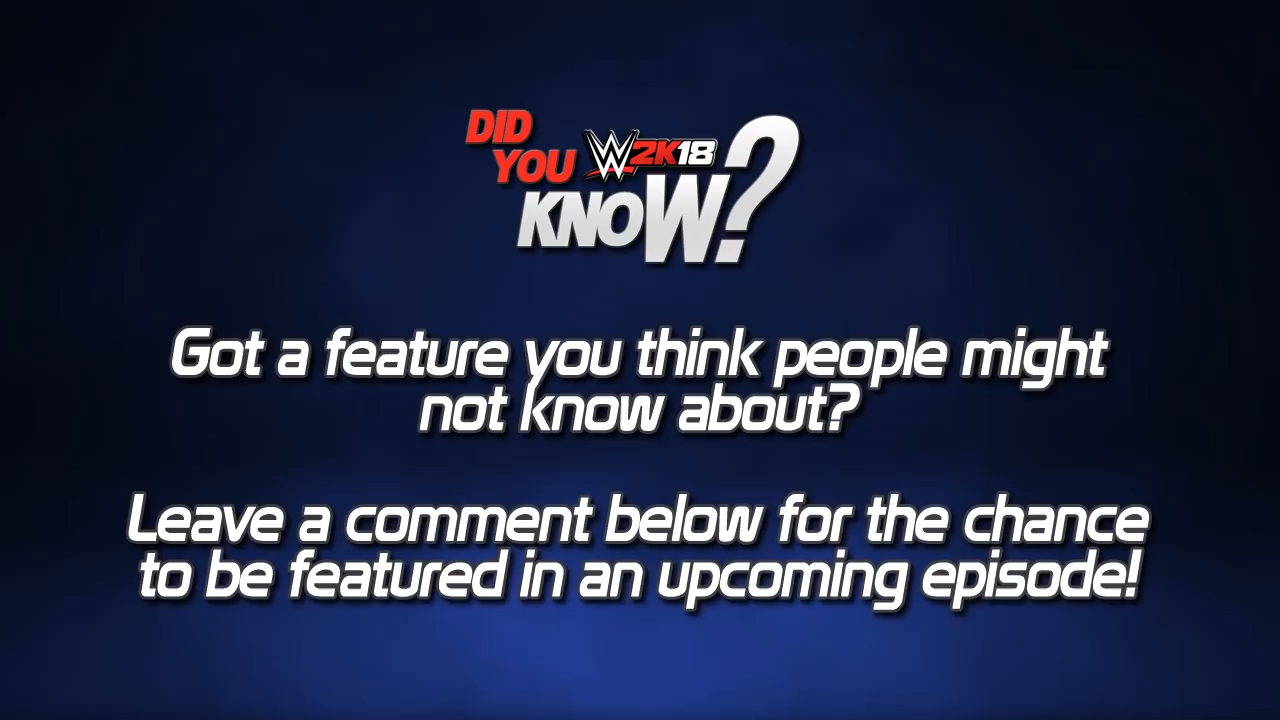 DID
YOU W 2K18
KNOW?
Got a feature you think people might
not know about?
Leave a comment below for the chance
to be featured in an upcoming episode!